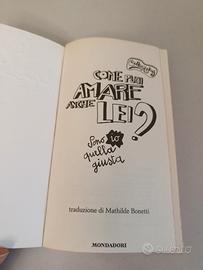 COME PUOI
AMARE
ANCHE
LEI?
Sono io
quella
giusta
traduzione di Mathilde Bonetti
MONDADORI